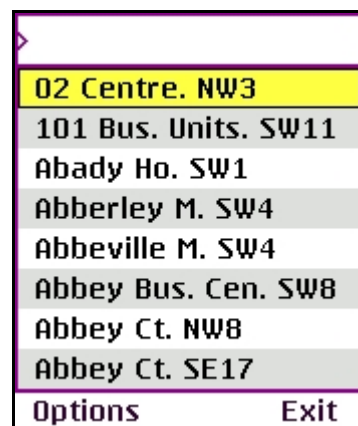 02 Centre. NW3
101 Bus. Units. SW11
Abady Ho. SW1
Abberley M. SW4
Abbeville M. SW4
Abbey Bus. Cen. SW8
Abbey Ct. NW8
Abbey Ct. SE17
Options Exit